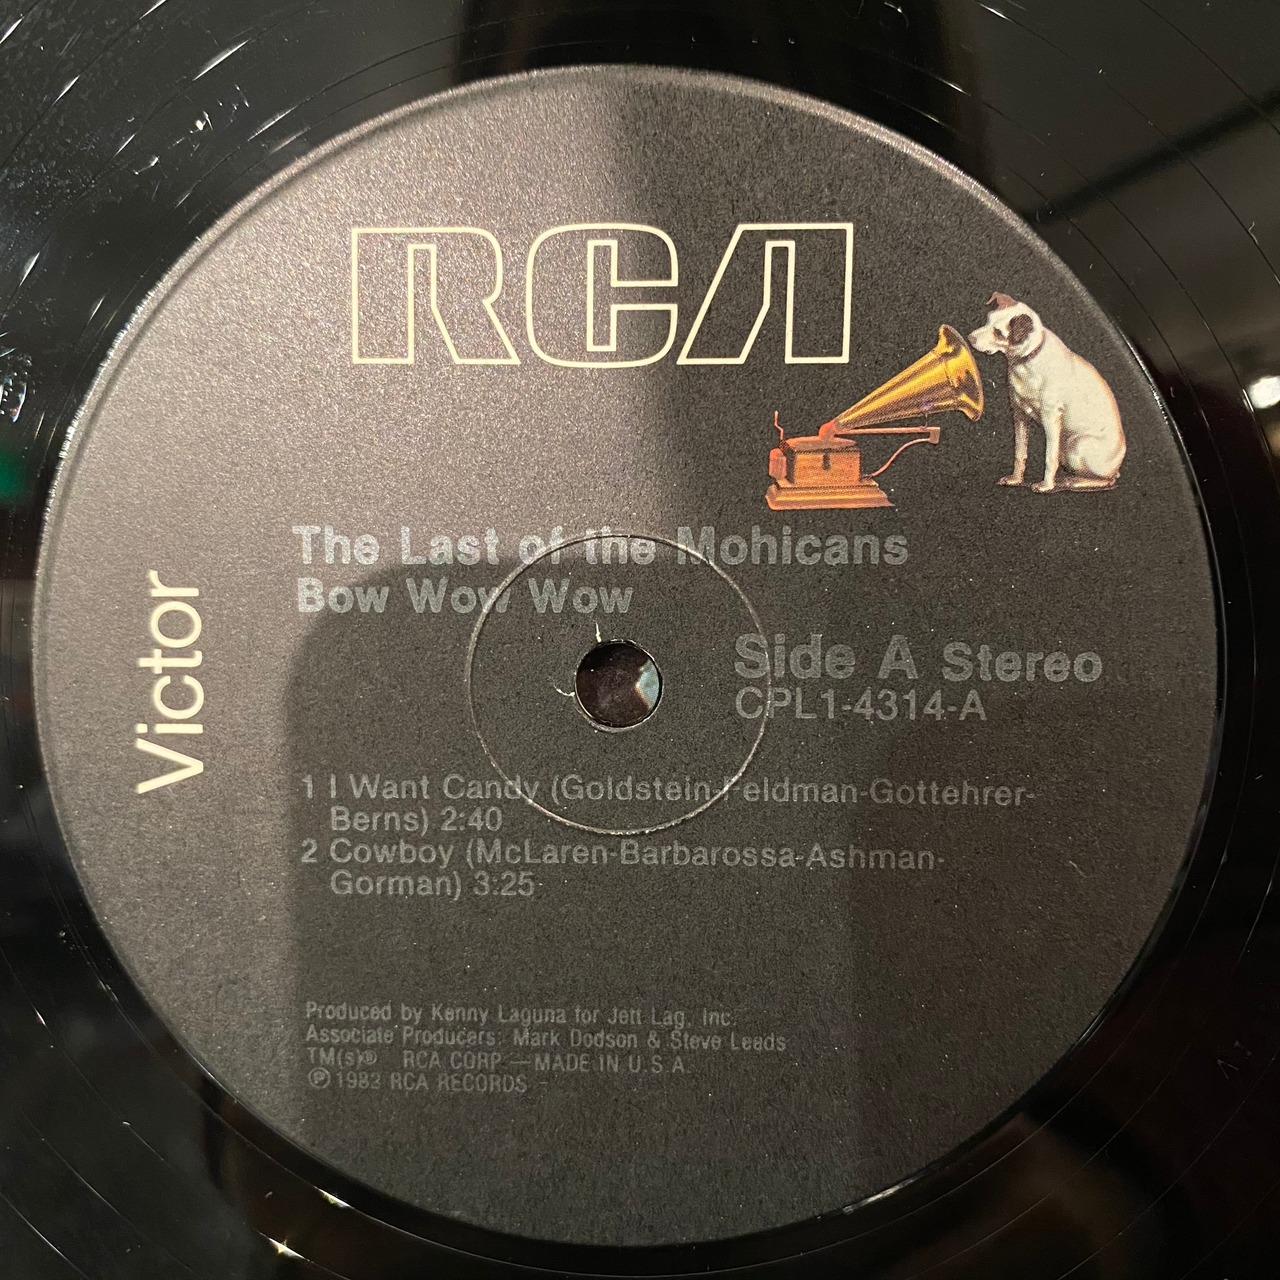 RCA
Victor
The Last of the Mohicans
Bow Wow Wow
Side A Stereo
CPL1-4314-A
1 I Want Candy (Goldstein-Feldman-Gottehrer-
Berns) 2:40
2 Cowboy (McLaren-Barbarossa-Ashman-
Gorman) 3:25
Produced by Kenny Laguna for Jett Lag, Inc.
Associate Producers: Mark Dodson & Steve Leeds
TM(s)® RCA CORP.—MADE IN U.S.A.
℗ 1982 RCA RECORDS